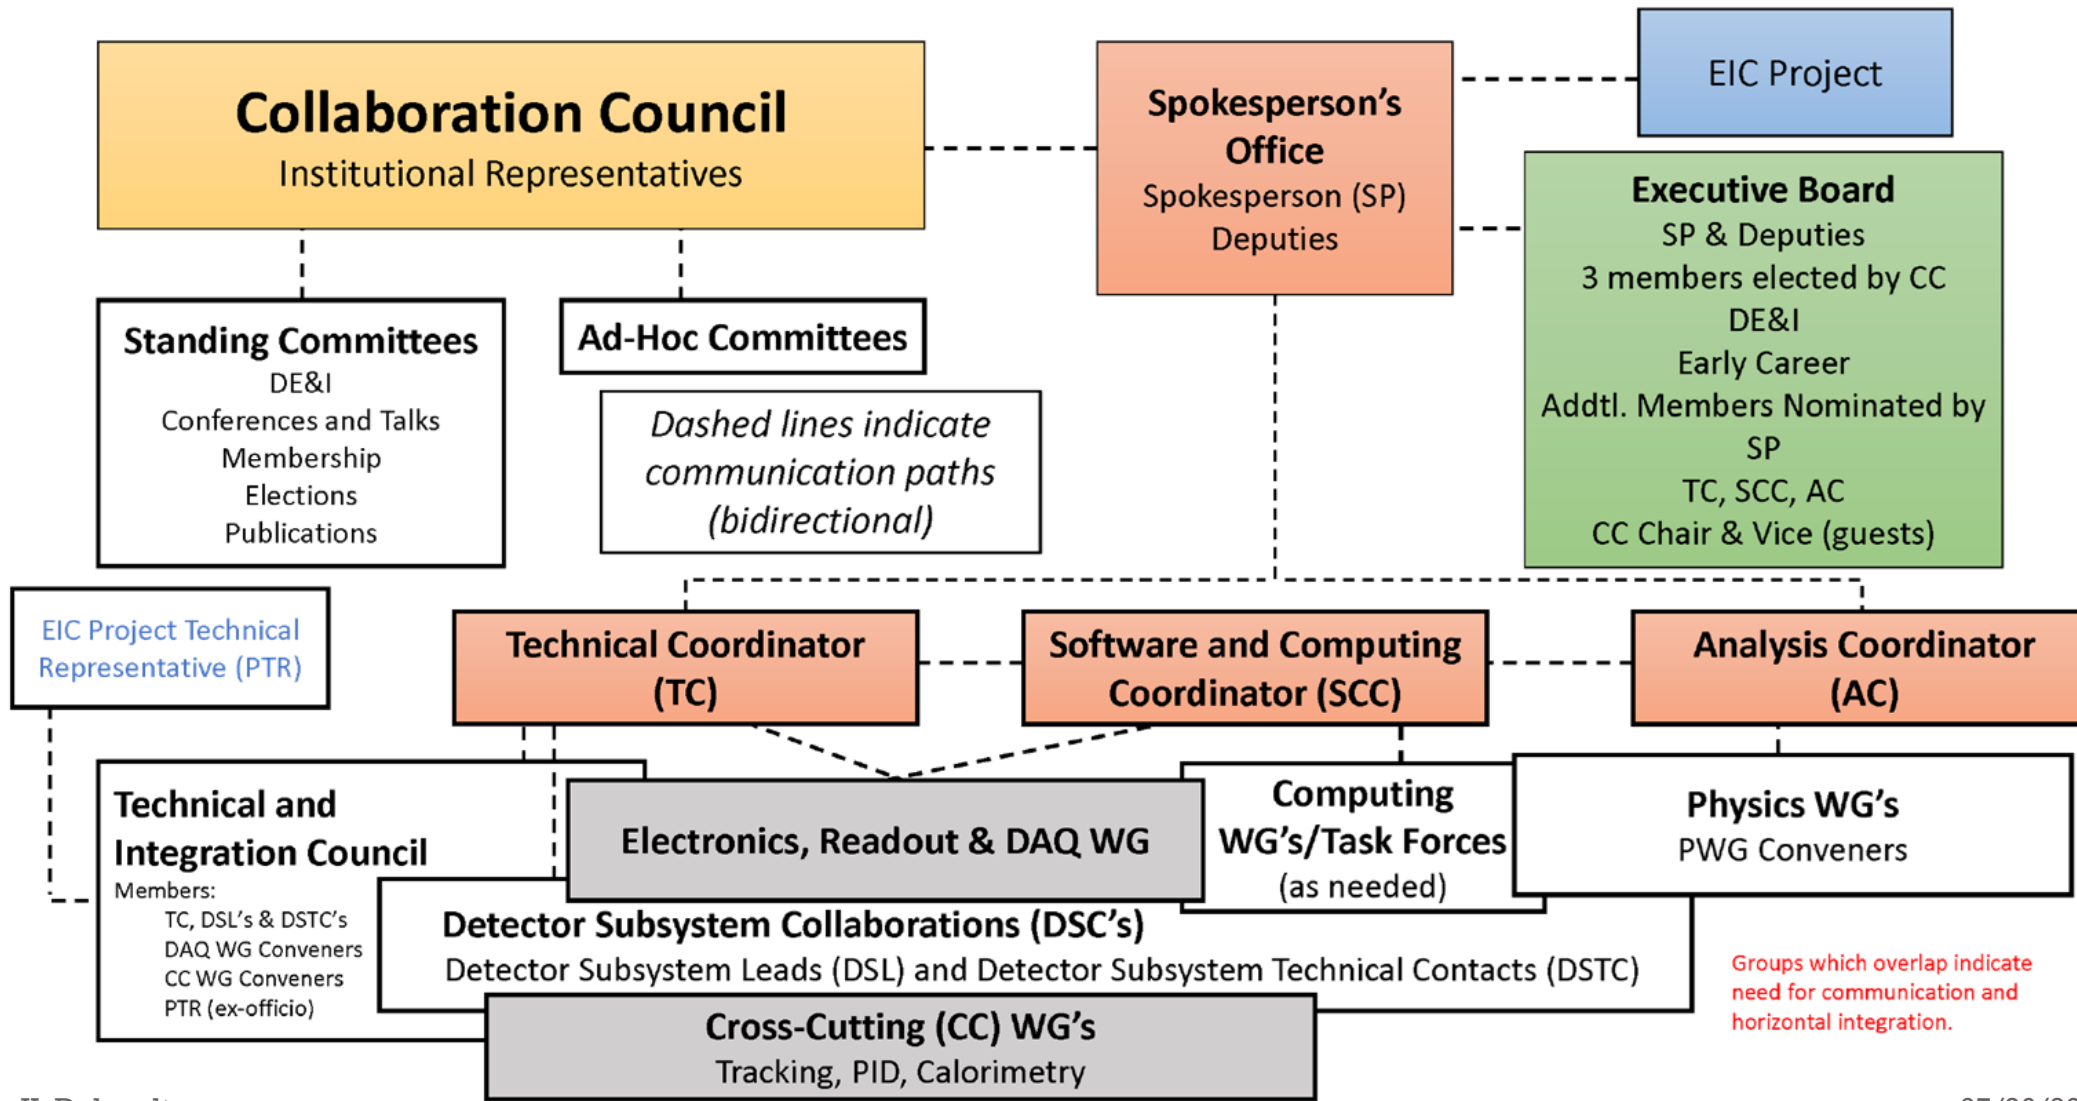 Collaboration Council
Institutional Representatives
Spokesperson's
Office
Spokesperson (SP)
Deputies
EIC Project
Executive Board
SP & Deputies
3 members elected by CC
DE&I
Early Career
Addtl. Members Nominated by
SP
TC, SCC, AC
CC Chair & Vice (guests)
Standing Committees
DE&I
Conferences and Talks
Membership
Elections
Publications
Ad-Hoc Committees
Dashed lines indicate
communication paths
(bidirectional)
EIC Project Technical
Representative (PTR)
Technical Coordinator
(TC)
Software and Computing
Coordinator (SCC)
Analysis Coordinator
(AC)
Technical and
Integration Council
Members:
TC, DSL's & DSTC's
DAQ WG Conveners
CC WG Conveners
PTR (ex-officio)
Electronics, Readout & DAQ WG
Computing
WG's/Task Forces
(as needed)
Physics WG's
PWG Conveners
Detector Subsystem Collaborations (DSC's)
Detector Subsystem Leads (DSL) and Detector Subsystem Technical Contacts (DSTC)
Cross-Cutting (CC) WG's
Tracking, PID, Calorimetry
Groups which overlap indicate
need for communication and
horizontal integration.